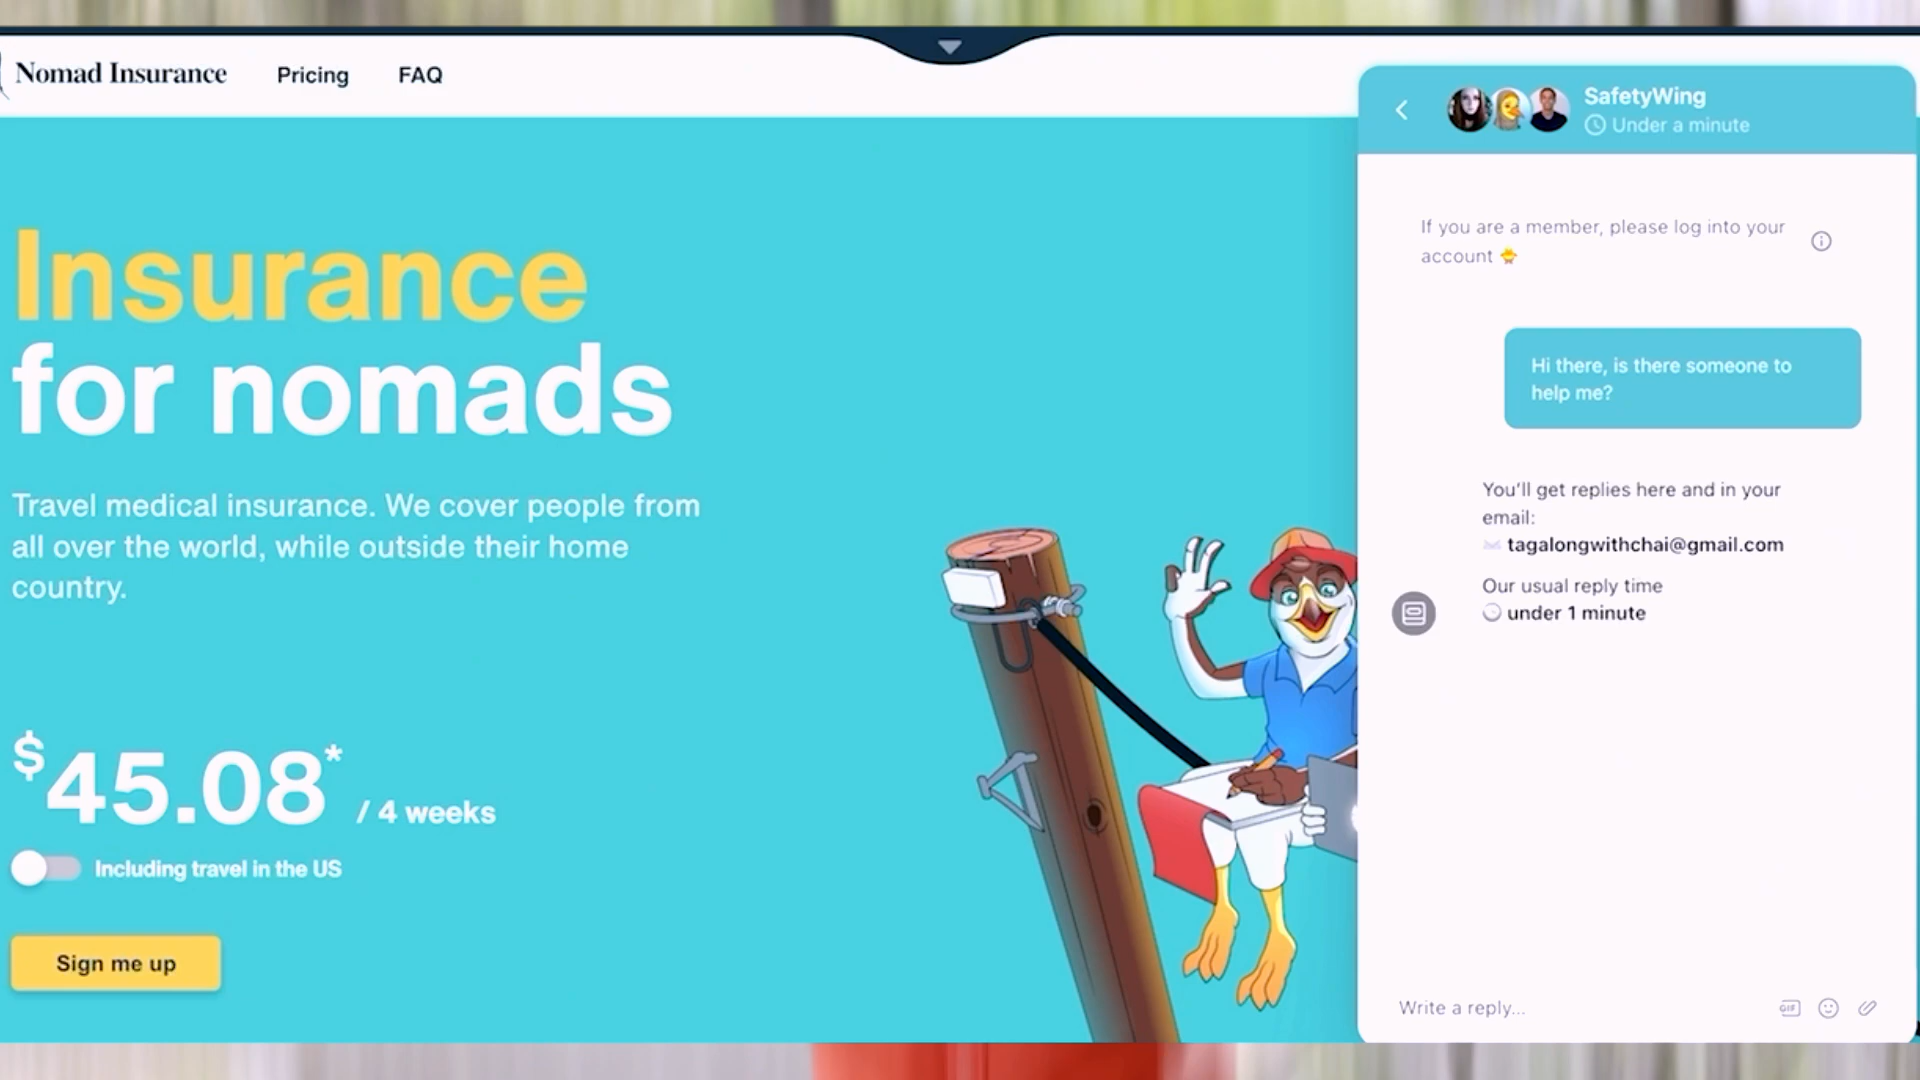 Nomad Insurance
Pricing
FAQ
Insurance
for nomads
Travel medical insurance. We cover people from
all over the world, while outside their home
country.
$45.08* / 4 weeks
Including travel in the US
Sign me up
SafetyWing
Under a minute
If you are a member, please log into your
account
Hi there, is there someone to
help me?
You'll get replies here and in your
email:
tagalongwithchai@gmail.com
Our usual reply time
under 1 minute
Write a reply...
GIF